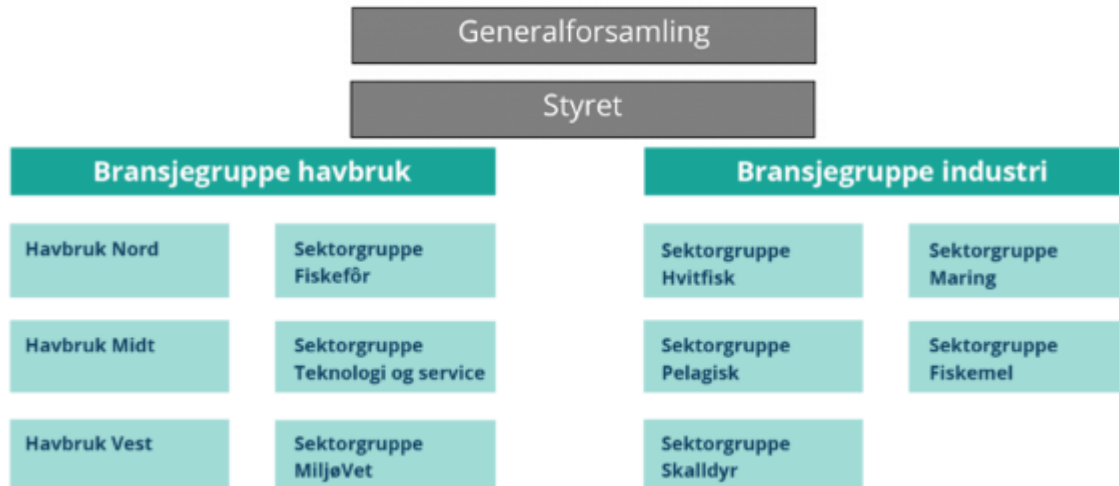 Generalforsamling
Styret
Bransjegruppe havbruk
Havbruk Nord
Sektorgruppe
Fiskefôr
Havbruk Midt
Sektorgruppe
Teknologi og service
Havbruk Vest
Sektorgruppe
MiljøVet
Bransjegruppe industri
Sektorgruppe
Hvitfisk
Sektorgruppe
Maring
Sektorgruppe
Pelagisk
Sektorgruppe
Fiskemel
Sektorgruppe
Skalldyr